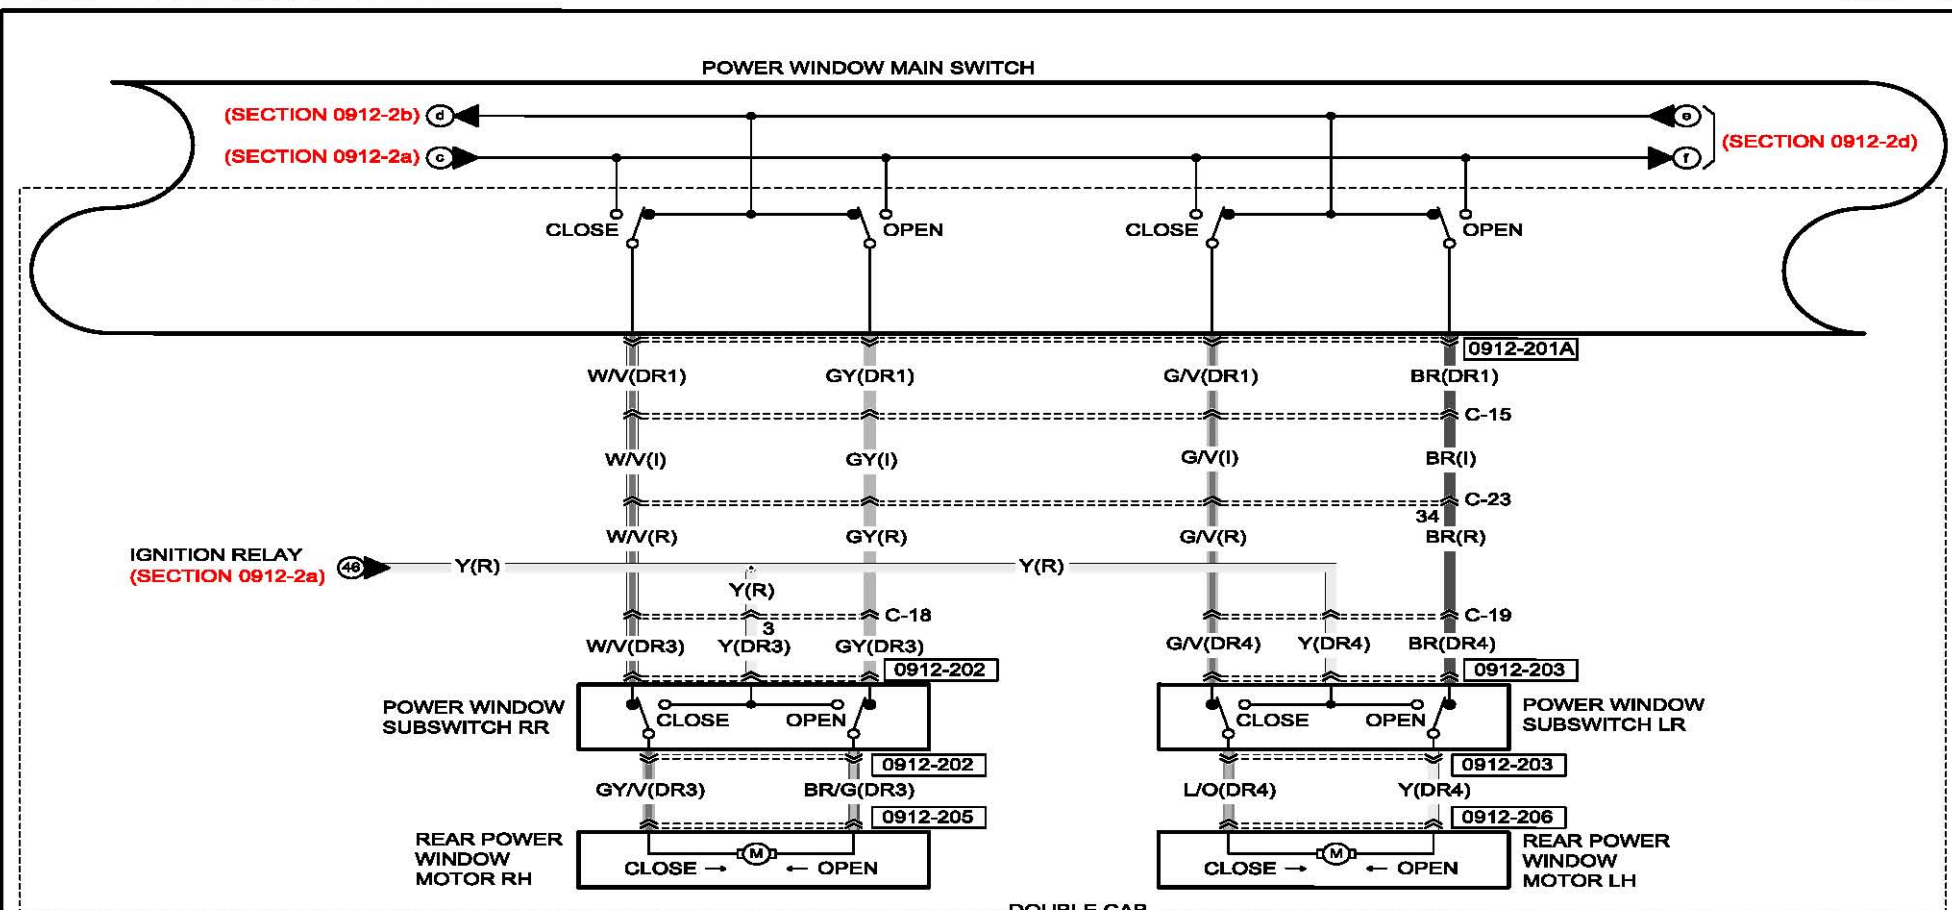 POWER WINDOW MAIN SWITCH
(SECTION 0912-2b) d
e
(SECTION 0912-2a) c
f
(SECTION 0912-2d)
CLOSE OPEN CLOSE OPEN
0912-201A
W/V(DR1) GY(DR1) G/V(DR1) BR(DR1)
C-15
W/V(I) GY(I) G/V(I) BR(I)
C-23
34
W/V(R) GY(R) G/V(R) BR(R)
IGNITION RELAY
(SECTION 0912-2a) 46 Y(R) Y(R)
Y(R)
C-18 C-19
3
W/V(DR3) Y(DR3) GY(DR3) G/V(DR4) Y(DR4) BR(DR4)
0912-202 0912-203
POWER WINDOW
SUBSWITCH RR
CLOSE OPEN CLOSE OPEN
POWER WINDOW
SUBSWITCH LR
0912-202 0912-203
GY/V(DR3) BR/G(DR3) L/O(DR4) Y(DR4)
0912-205 0912-206
REAR POWER
WINDOW
MOTOR RH
M
CLOSE → ← OPEN
M
CLOSE → ← OPEN
REAR POWER
WINDOW
MOTOR LH
DOUBLE CAB